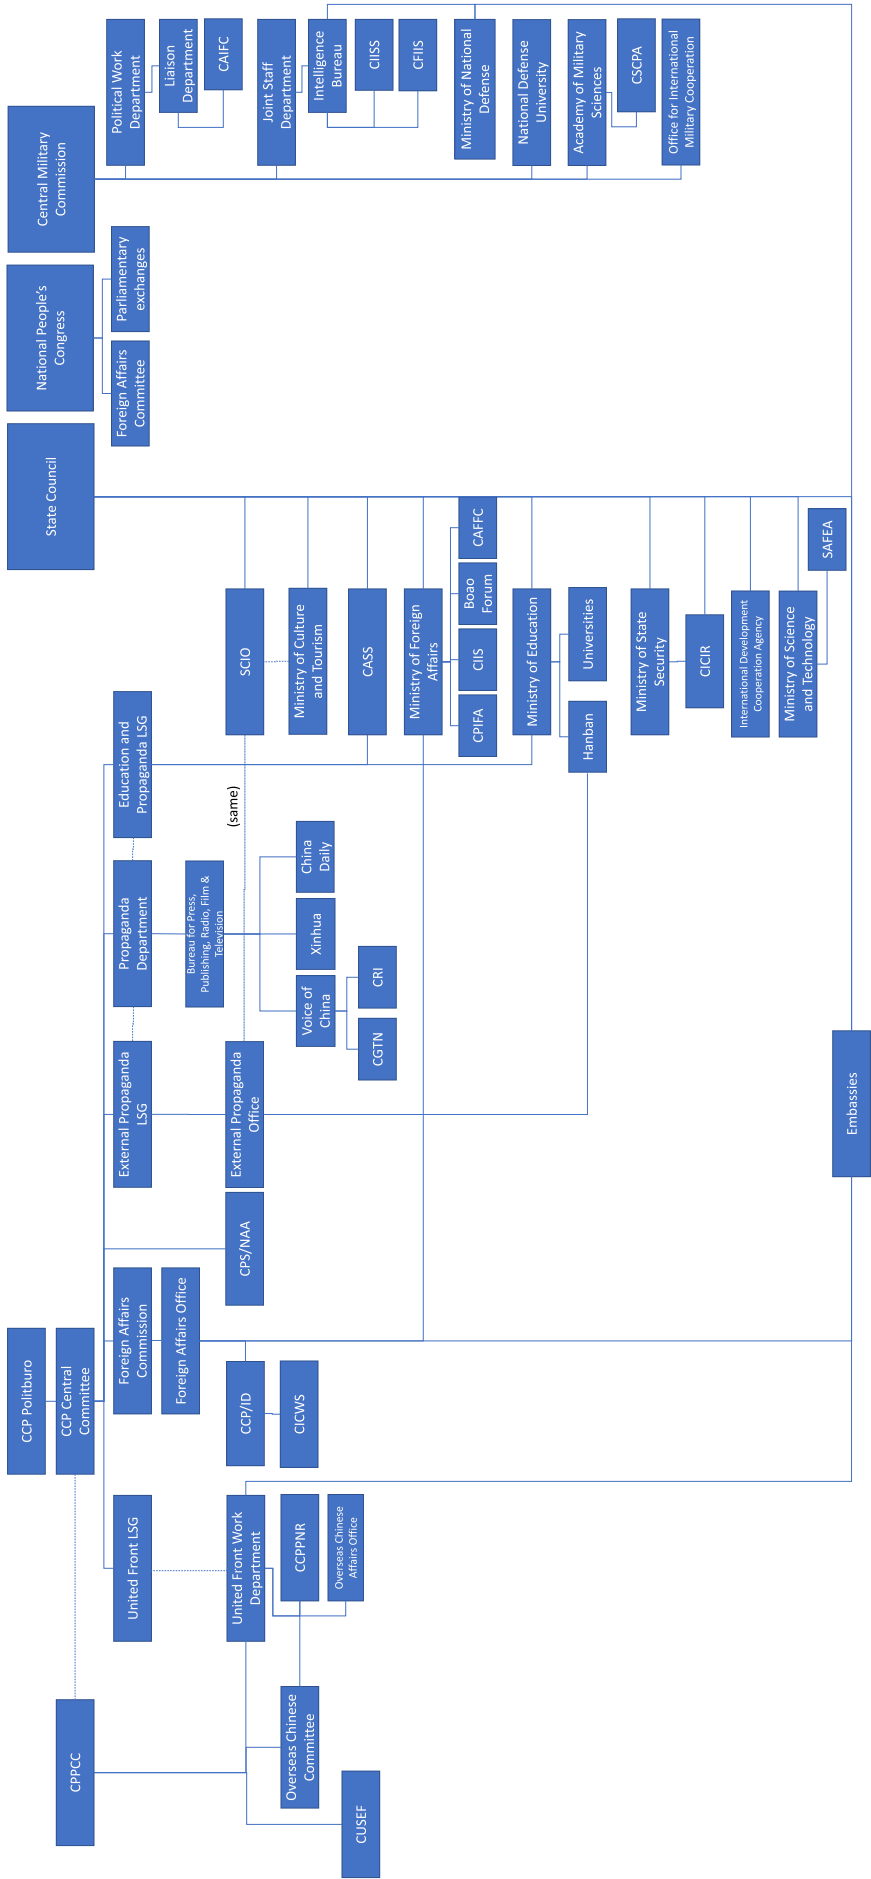 CCP Politburo
State Council
National People's
Congress
Central Military
Commission
CPPCC
CCP Central
Committee
United Front LSG
Foreign Affairs
Commission
External Propaganda
LSG
Propaganda
Department
Education and
Propaganda LSG
Foreign Affairs
Committee
Parliamentary
exchanges
Political Work
Department
Foreign Affairs Office
Liaison
Department
Bureau for Press,
Publishing, Radio, Film &
Television
CAIFC
United Front Work
Department
CCP/ID
CPS/NAA
External Propaganda
Office
(same)
SCIO
Joint Staff
Department
Overseas Chinese
Committee
CCPPNR
CICWS
Voice of
China
Xinhua
China
Daily
Ministry of Culture
and Tourism
Intelligence
Bureau
Overseas Chinese
Affairs Office
CUSEF
CGTN
CRI
CASS
CIISS
Ministry of Foreign
Affairs
CFIIS
CPIFA
CIIS
Boao
Forum
CAFFC
Ministry of National
Defense
Ministry of Education
National Defense
University
Hanban
Universities
Academy of Military
Sciences
CSCPA
Ministry of State
Security
Office for International
Military Cooperation
CICIR
International Development
Cooperation Agency
Ministry of Science
and Technology
SAFEA
Embassies